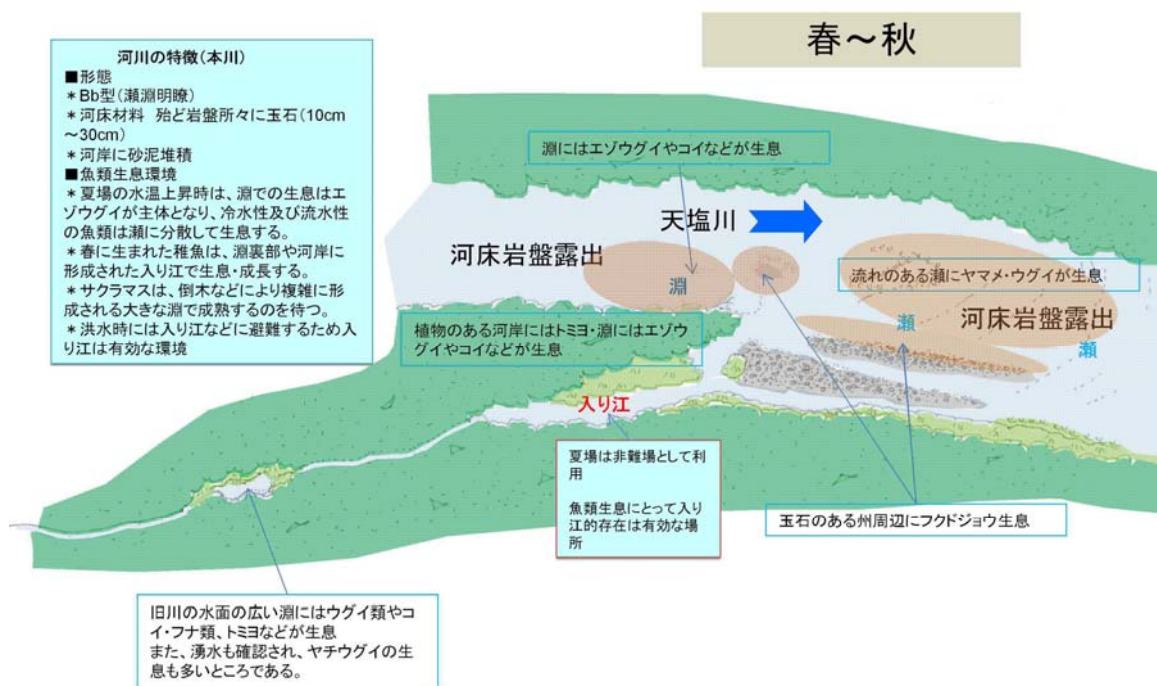 春～秋
河川の特徴(本川)
■形態
＊Bb型(瀬淵明瞭)
＊河床材料　殆ど岩盤所々に玉石(10cm
～30cm)
＊河岸に砂泥堆積
■魚類生息環境
＊夏場の水温上昇時は、淵での生息はエ
ゾウグイが主体となり、冷水性及び流水性
の魚類は瀬に分散して生息する。
＊春に生まれた稚魚は、淵裏部や河岸に
形成された入り江で生息・成長する。
＊サクラマスは、倒木などにより複雑に形
成される大きな淵で成熟するのを待つ。
＊洪水時には入り江などに避難するため入
り江は有効な環境
淵にはエゾウグイやコイなどが生息
天塩川
河床岩盤露出
淵
流れのある瀬にヤマメ・ウグイが生息
河床岩盤露出
瀬
瀬
植物のある河岸にはトミヨ・淵にはエゾウ
グイやコイなどが生息
入り江
夏場は非難場として利
用
魚類生息にとって入り
江的存在は有効な場
所
玉石のある州周辺にフクドジョウ生息
旧川の水面の広い淵にはウグイ類やコ
イ・フナ類、トミヨなどが生息
また、湧水も確認され、ヤチウグイの生
息も多いところである。